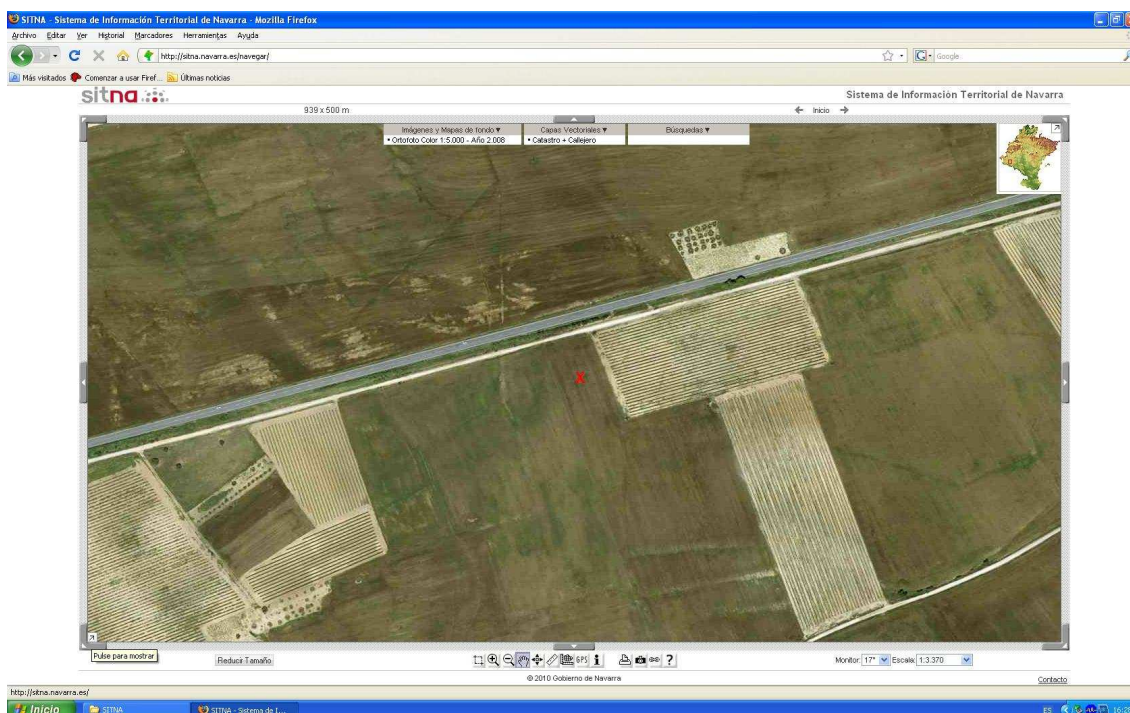 SITNA - Sistema de Información Territorial de Navarra - Mozilla Firefox
Archivo Editar Ver Historial Marcadores Herramientas Ayuda
http://sitna.navarra.es/navegar/
Google
Más visitados Comenzar a usar Firef... Últimas noticias
sitna
Sistema de Información Territorial de Navarra
939 x 500 m
Inicio
Imágenes y Mapas de fondo ▼ Capas Vectoriales ▼ Búsquedas ▼
• Ortofoto Color 1:5.000 - Año 2.008 • Catastro + Callejero
X
Pulse para mostrar
Reducir Tamaño
GPS i ?
Monitor: 17" Escala: 1:3.370
© 2010 Gobierno de Navarra
Contacto
http://sitna.navarra.es/
Inicio SITNA SITNA - Sistema de I... ES 16:29